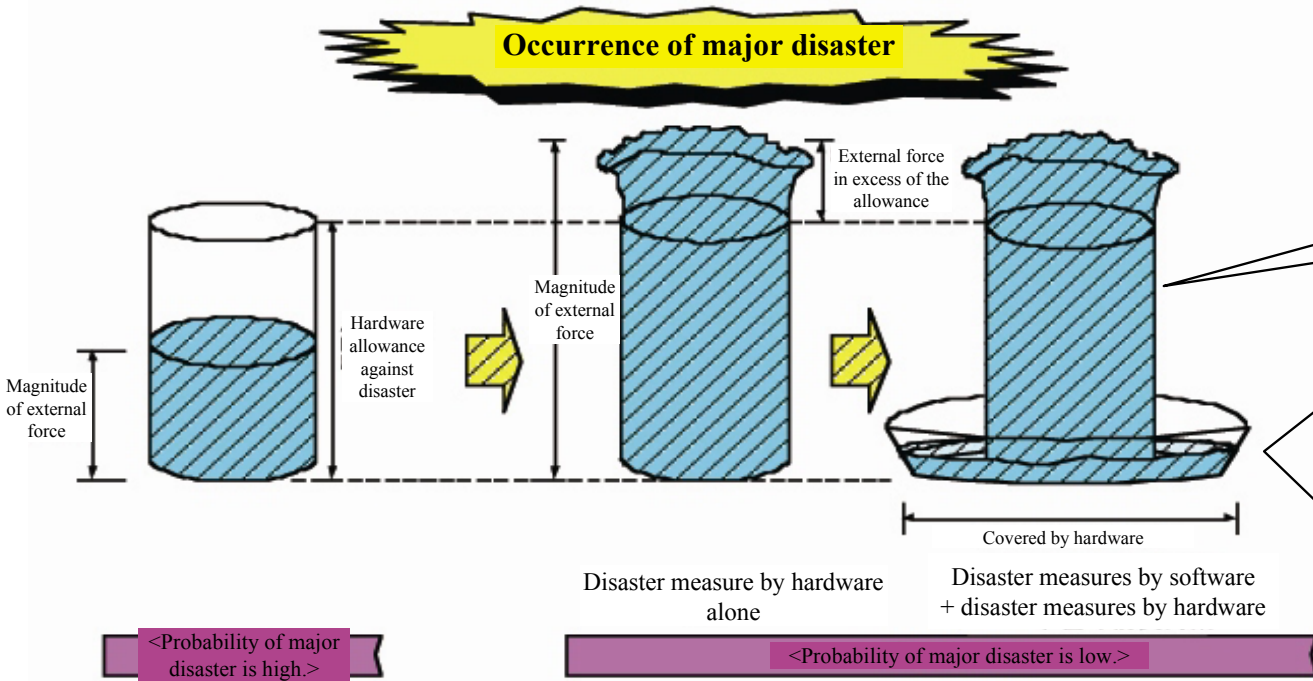 Occurrence of major disaster
External force
in excess of the
allowance
Magnitude
of external
force
Hardware
allowance
against
disaster
Magnitude
of external
force
Covered by hardware
Disaster measure by hardware
alone
Disaster measures by software
+ disaster measures by hardware
<Probability of major
disaster is high.>
<Probability of major disaster is low.>